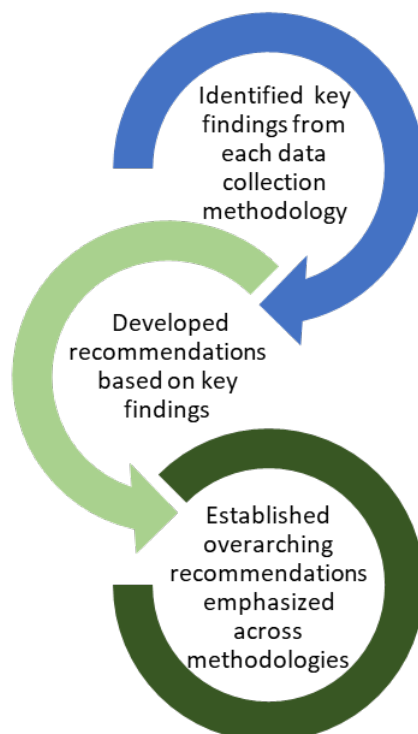 Identified key
findings from
each data
collection
methodology
Developed
recommendations
based on key
findings
Established
overarching
recommendations
emphasized
across
methodologies